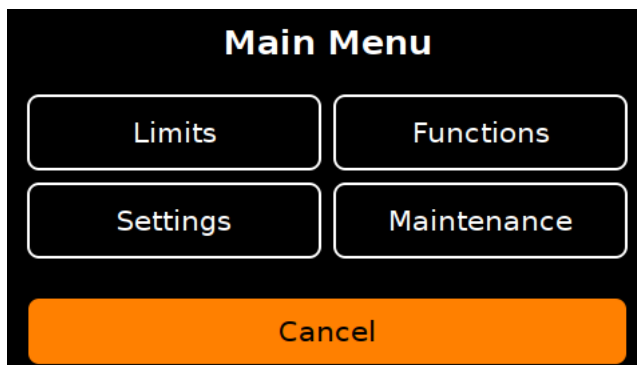 Main Menu
Limits
Functions
Settings
Maintenance
Cancel